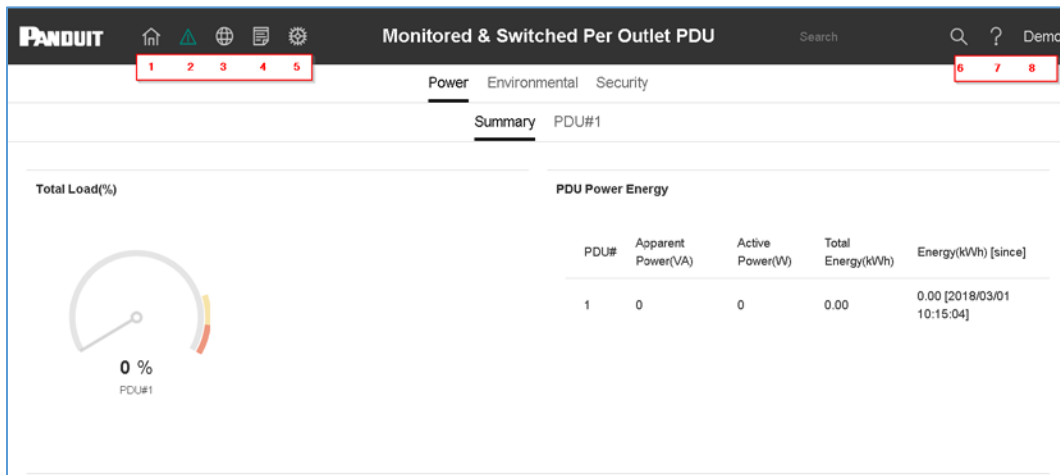 PANDUIT Monitored & Switched Per Outlet PDU Search Demo
1 2 3 4 5 6 7 8
Power Environmental Security
Summary PDU#1
Total Load(%)
0 %
PDU#1
PDU Power Energy
PDU# Apparent Power(VA) Active Power(W) Total Energy(kWh) Energy(kWh) [since]
1 0 0 0.00 0.00 [2018/03/01 10:15:04]